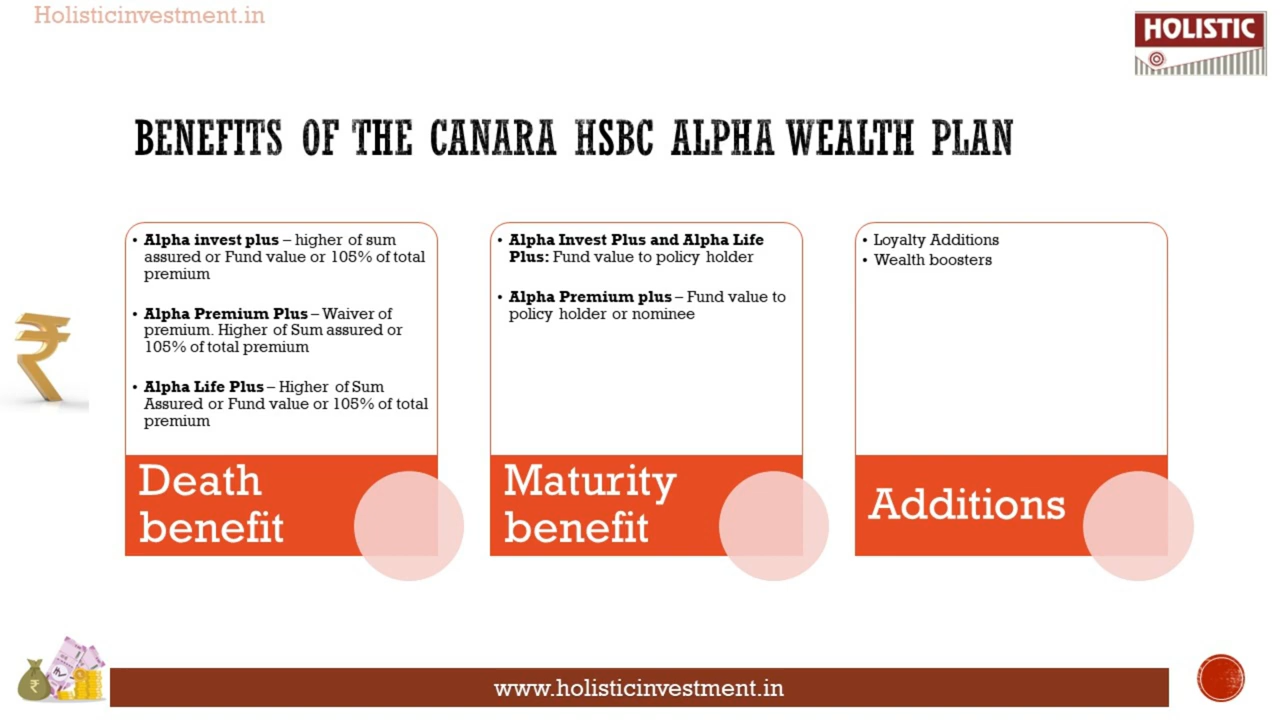 Holisticinvestment.in
HOLISTIC
BENEFITS OF THE CANARA HSBC ALPHA WEALTH PLAN
• Alpha invest plus – higher of sum
assured or Fund value or 105% of total
premium
• Alpha Premium Plus – Waiver of
premium. Higher of Sum assured or
105% of total premium
• Alpha Life Plus – Higher of Sum
Assured or Fund value or 105% of total
premium
Death
benefit
• Alpha Invest Plus and Alpha Life
Plus: Fund value to policy holder
• Alpha Premium plus – Fund value to
policy holder or nominee
Maturity
benefit
• Loyalty Additions
• Wealth boosters
Additions
www.holisticinvestment.in